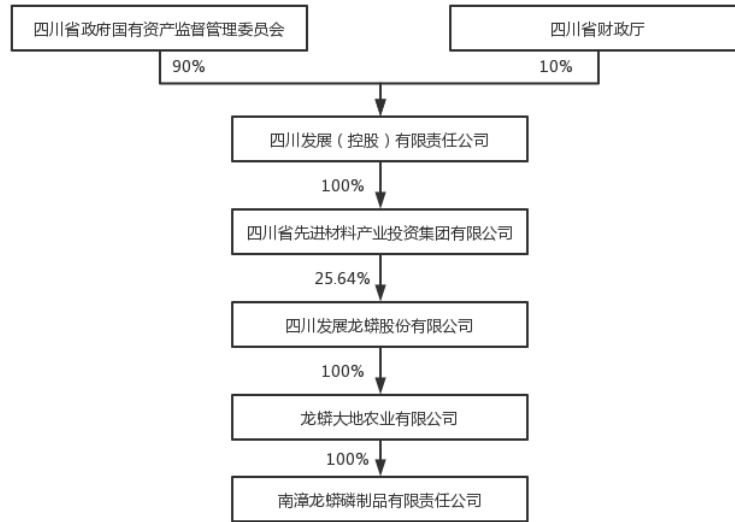 四川省政府国有资产监督管理委员会
四川省财政厅
90%
10%
四川发展（控股）有限责任公司
100%
四川省先进材料产业投资集团有限公司
25.64%
四川发展龙蟒股份有限公司
100%
龙蟒大地农业有限公司
100%
南漳龙蟒磷制品有限责任公司